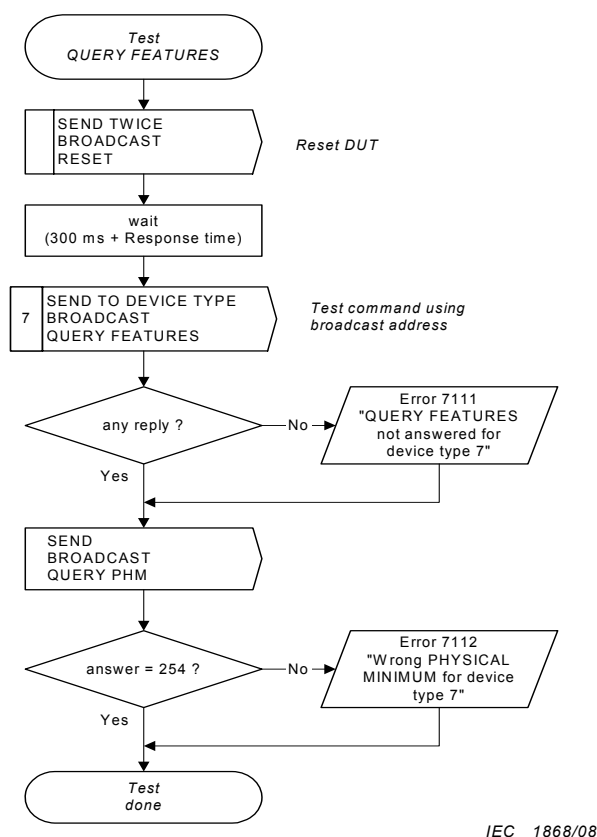 Test
QUERY FEATURES
SEND TWICE
BROADCAST
RESET
Reset DUT
wait
(300 ms + Response time)
7
SEND TO DEVICE TYPE
BROADCAST
QUERY FEATURES
Test command using
broadcast address
any reply ?
No
Error 7111
"QUERY FEATURES
not answered for
device type 7"
Yes
SEND
BROADCAST
QUERY PHM
answer = 254 ?
No
Error 7112
"Wrong PHYSICAL
MINIMUM for device
type 7"
Yes
Test
done
IEC 1868/08